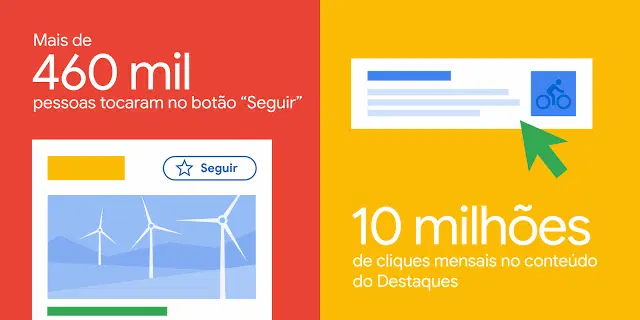 Mais de
460 mil
pessoas tocaram no botão “Seguir”
Seguir
10 milhões
de cliques mensais no conteúdo
do Destaques